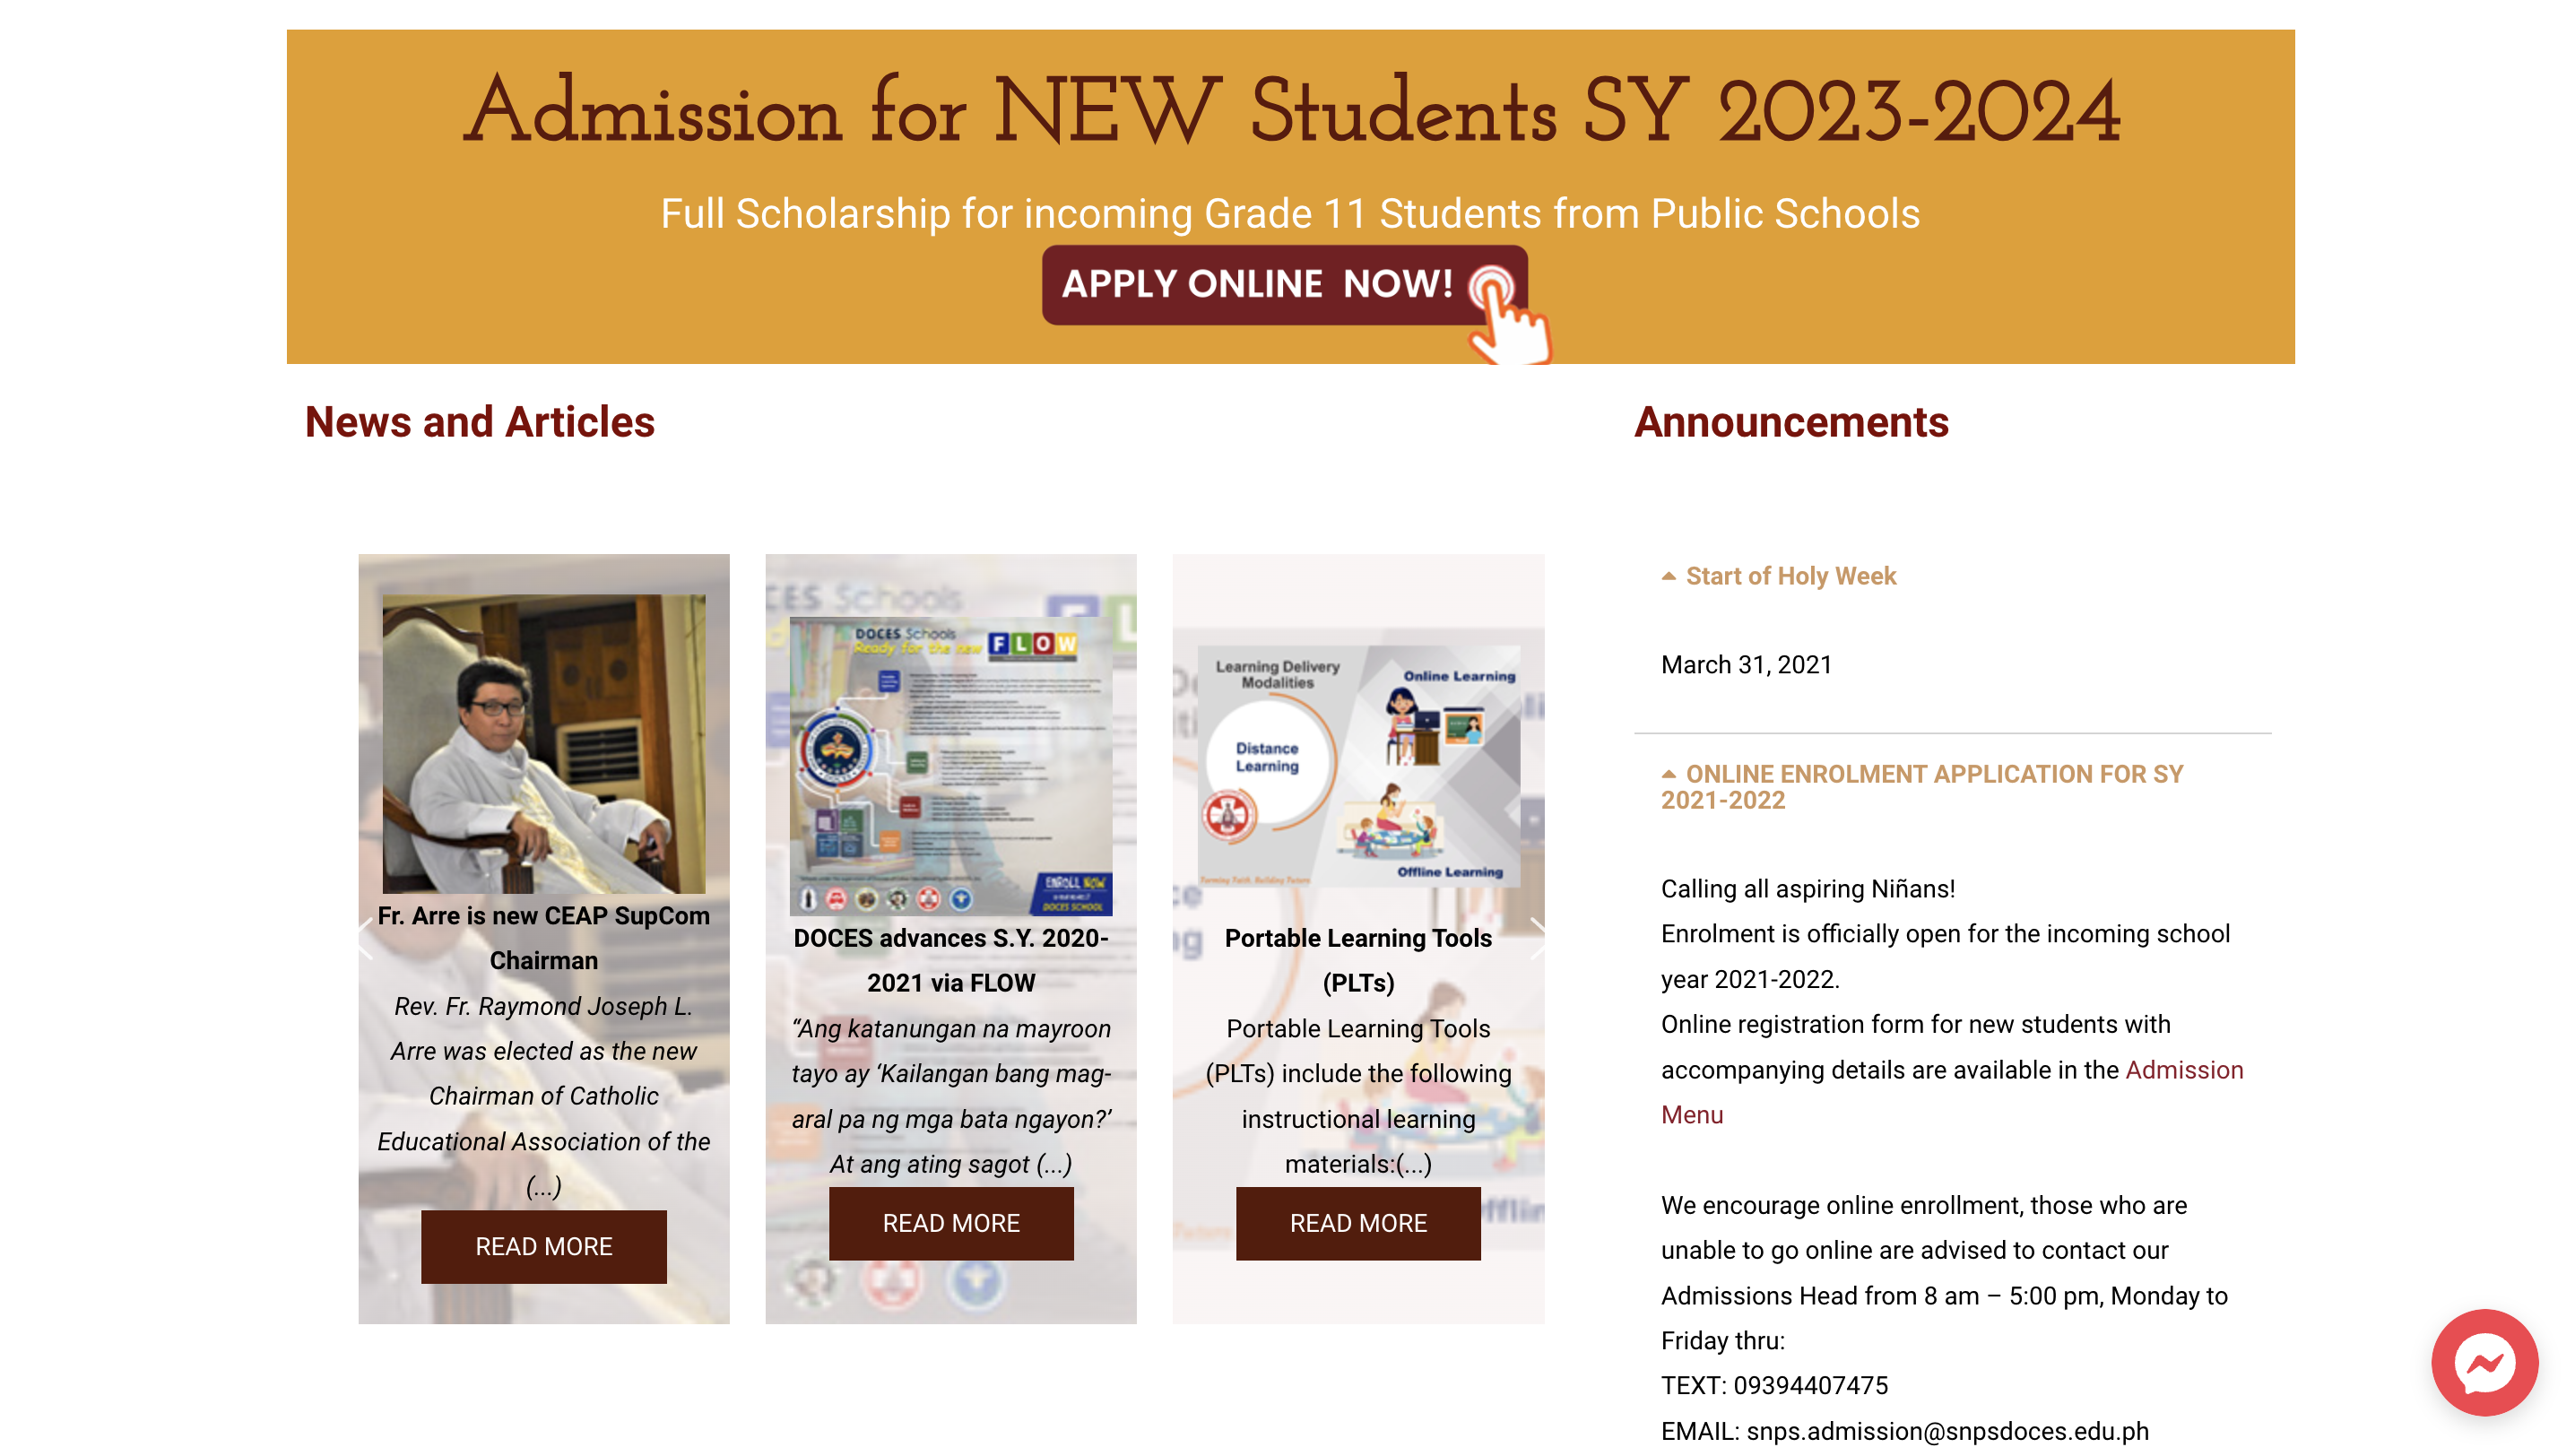 Admission for NEW Students SY 2023-2024
Full Scholarship for incoming Grade 11 Students from Public Schools
APPLY ONLINE NOW!
News and Articles
Fr. Arre is new CEAP SupCom
Chairman
Rev. Fr. Raymond Joseph L.
Arre was elected as the new
Chairman of Catholic
Educational Association of the
(...)
READ MORE
DOCES Schools
Ready for the new
FLOW
ENROLL NOW
DOCES SCHOOL
DOCES advances S.Y. 2020-
2021 via FLOW
“Ang katanungan na mayroon
tayo ay ‘Kailangan bang mag-
aral pa ng mga bata ngayon?’
At ang ating sagot (...)
READ MORE
Learning Delivery
Modalities
Online Learning
Distance
Learning
Offline Learning
Forming Faith, Building Future
Portable Learning Tools
(PLTs)
Portable Learning Tools
(PLTs) include the following
instructional learning
materials:(...)
READ MORE
Announcements
Start of Holy Week
March 31, 2021
ONLINE ENROLMENT APPLICATION FOR SY
2021-2022
Calling all aspiring Niñans!
Enrolment is officially open for the incoming school
year 2021-2022.
Online registration form for new students with
accompanying details are available in the Admission
Menu
We encourage online enrollment, those who are
unable to go online are advised to contact our
Admissions Head from 8 am – 5:00 pm, Monday to
Friday thru:
TEXT: 09394407475
EMAIL: snps.admission@snpsdoces.edu.ph